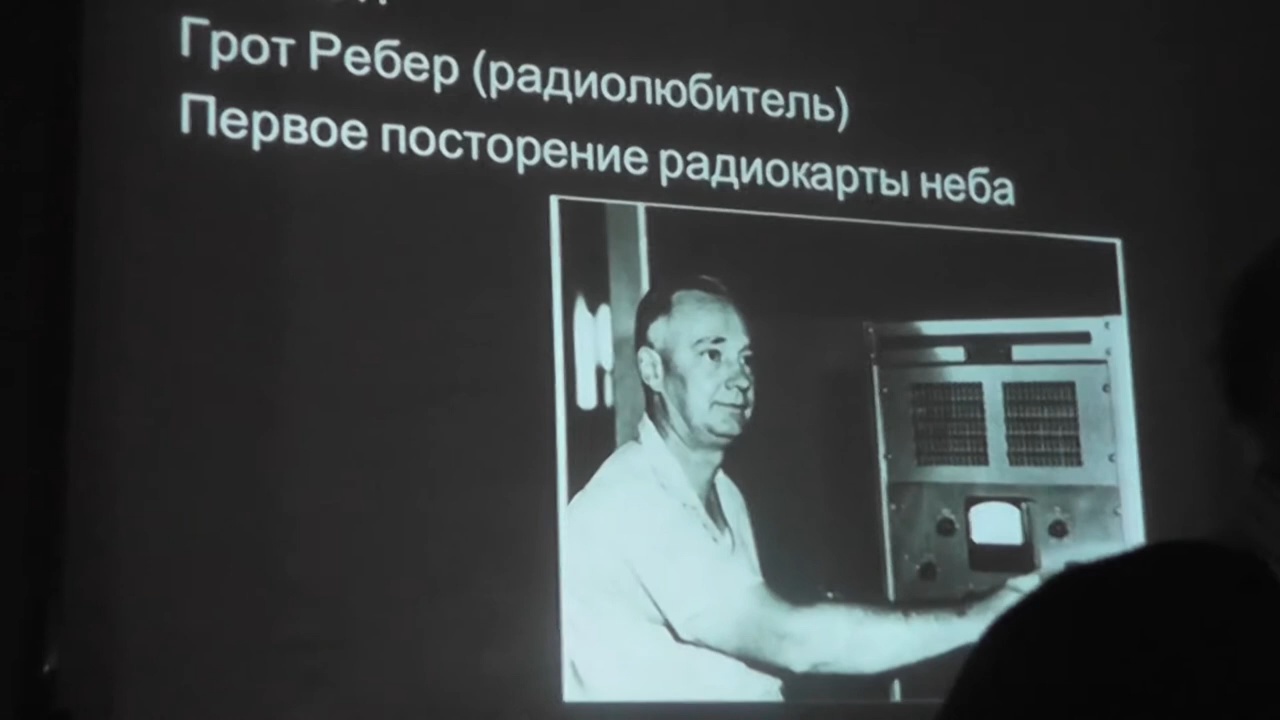 Грот Ребер (радиолюбитель)
Первое посторение радиокарты неба